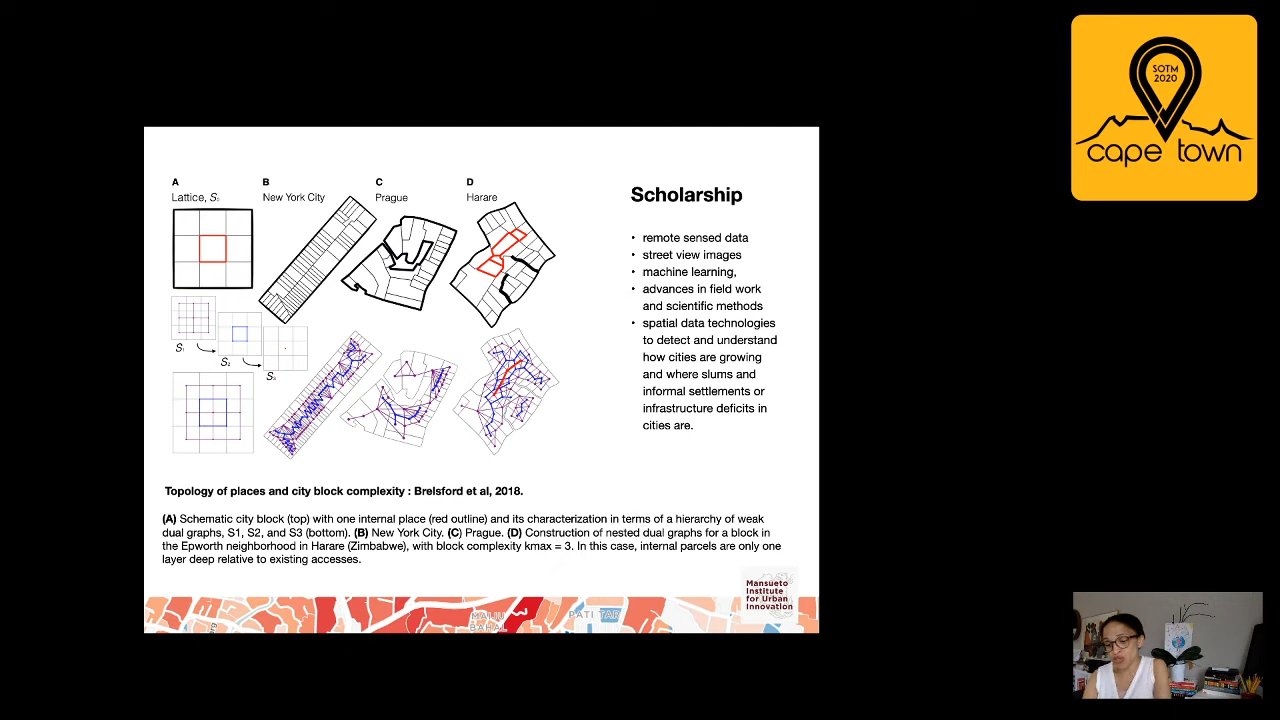 SOTM
2020
cape town
A
Lattice, S₀
B
New York City
C
Prague
D
Harare
S₁
S₂
S₃
Scholarship
• remote sensed data
• street view images
• machine learning,
• advances in field work
and scientific methods
• spatial data technologies
to detect and understand
how cities are growing
and where slums and
informal settlements or
infrastructure deficits in
cities are.
Topology of places and city block complexity : Brelsford et al, 2018.
(A) Schematic city block (top) with one internal place (red outline) and its characterization in terms of a hierarchy of weak
dual graphs, S1, S2, and S3 (bottom). (B) New York City. (C) Prague. (D) Construction of nested dual graphs for a block in
the Epworth neighborhood in Harare (Zimbabwe), with block complexity kmax = 3. In this case, internal parcels are only one
layer deep relative to existing accesses.
Mansueto
Institute
for Urban
Innovation
PATI TAR
BAHAL